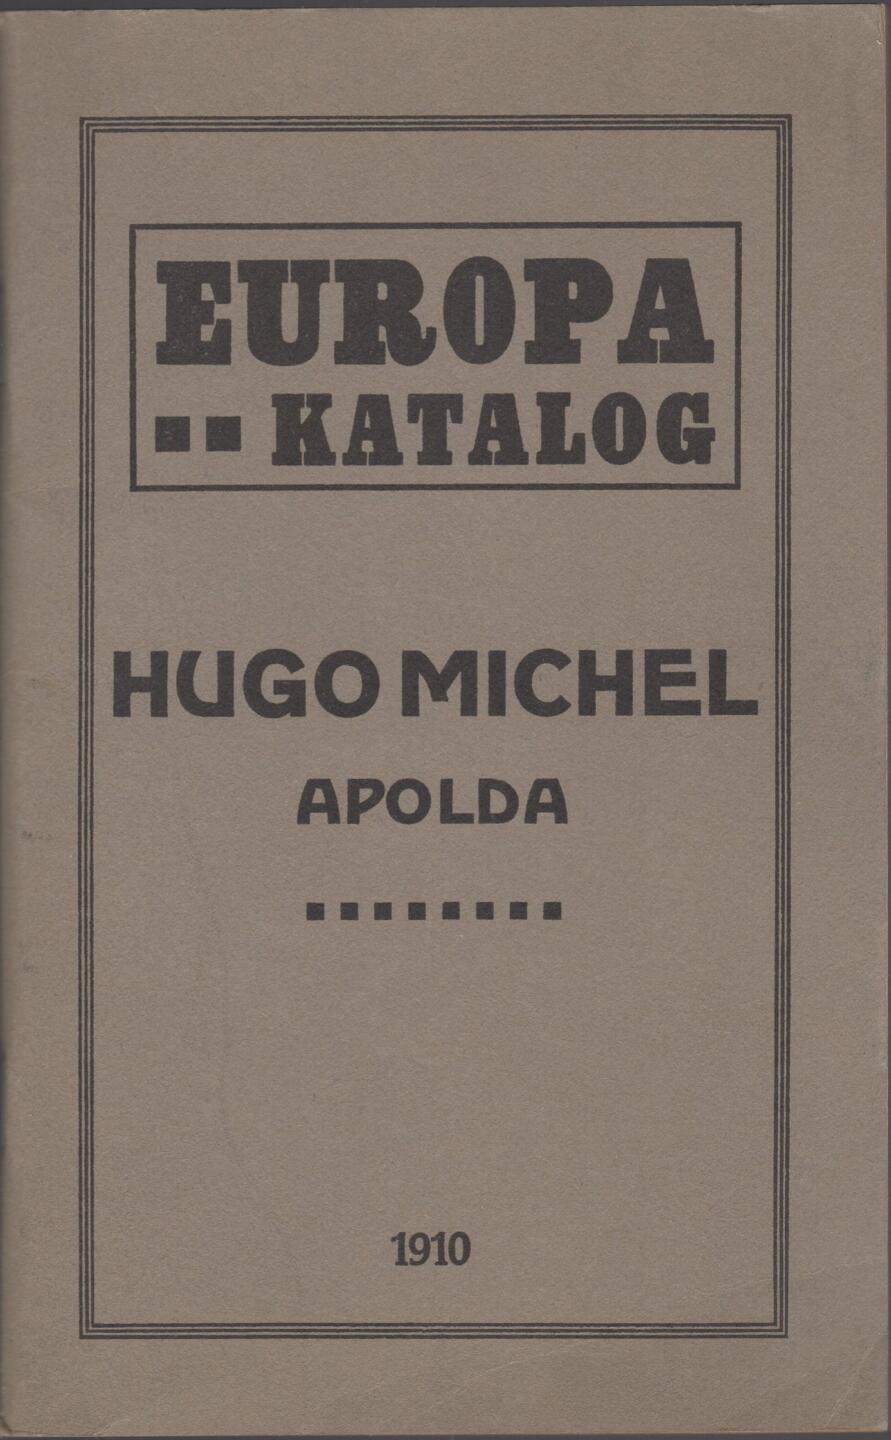 EUROPA
KATALOG
HUGO MICHEL
APOLDA
1910